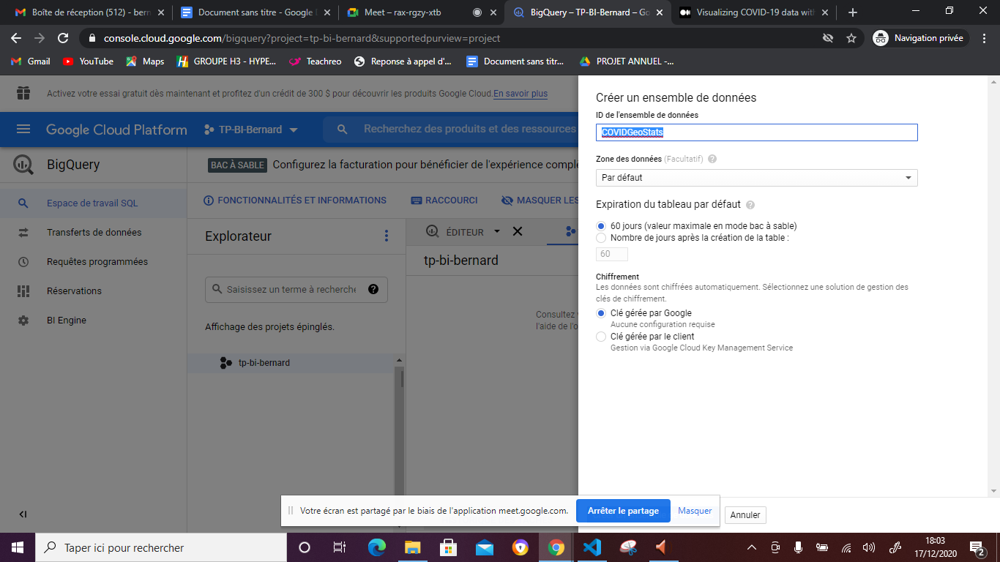 Boîte de réception (512) - bern
Document sans titre - Google
Meet – rax-rgzy-xtb
BigQuery – TP-BI-Bernard – Go
Visualizing COVID-19 data with
console.cloud.google.com/bigquery?project=tp-bi-bernard&supportedpurview=project
Navigation privée
Gmail
YouTube
Maps
GROUPE H3 - HYPE...
Teachreo
Reponse à appel d'...
Document sans titr...
PROJET ANNUEL -...
Activez votre essai gratuit dès maintenant et profitez d'un crédit de 300 $ pour découvrir les produits Google Cloud. En savoir plus
Google Cloud Platform
TP-BI-Bernard
Recherchez des produits et des ressources
BigQuery
BAC À SABLE
Configurez la facturation pour bénéficier de l'expérience complè
Espace de travail SQL
Transferts de données
Requêtes programmées
Réservations
BI Engine
FONCTIONNALITÉS ET INFORMATIONS
RACCOURCI
MASQUER LES
Explorateur
Saisissez un terme à recherche
Affichage des projets épinglés.
tp-bi-bernard
ÉDITEUR
tp-bi-bernard
Consultez
l'aide de l'o
Créer un ensemble de données
ID de l'ensemble de données
COVIDGeoStats
Zone des données (Facultatif)
Par défaut
Expiration du tableau par défaut
60 jours (valeur maximale en mode bac à sable)
Nombre de jours après la création de la table :
60
Chiffrement
Les données sont chiffrées automatiquement. Sélectionnez une solution de gestion des
clés de chiffrement.
Clé gérée par Google
Aucune configuration requise
Clé gérée par le client
Gestion via Google Cloud Key Management Service
Votre écran est partagé par le biais de l'application meet.google.com.
Arrêter le partage
Masquer
Annuler
Taper ici pour rechercher
18:03
17/12/2020
2